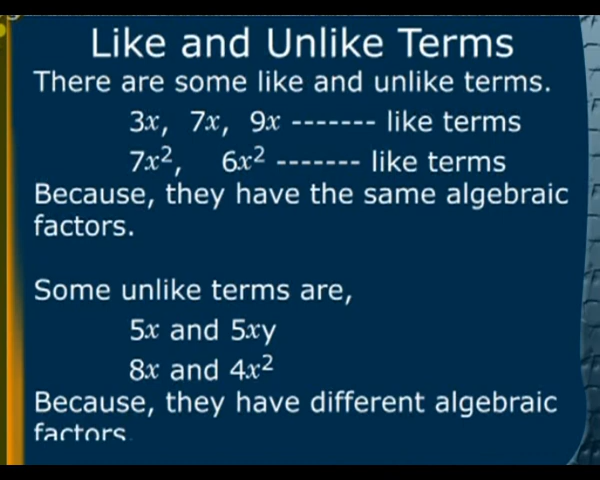 Like and Unlike Terms
There are some like and unlike terms.
3x, 7x, 9x ------- like terms
7x², 6x² ------- like terms
Because, they have the same algebraic
factors.
Some unlike terms are,
5x and 5xy
8x and 4x²
Because, they have different algebraic
factors.